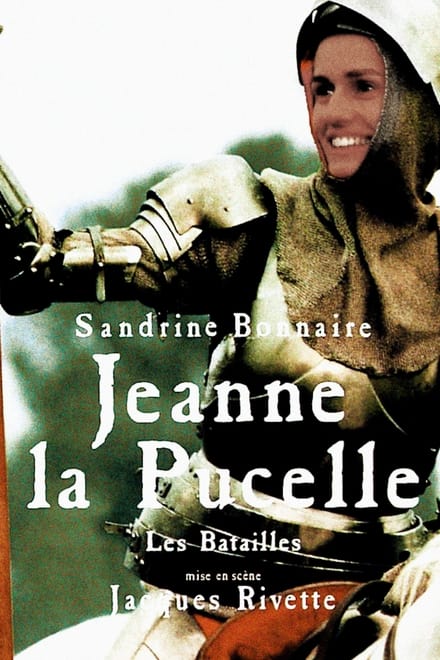 Sandrine Bonnaire
Jeanne
la Pucelle
Les Batailles
mise en scène
Jacques Rivette